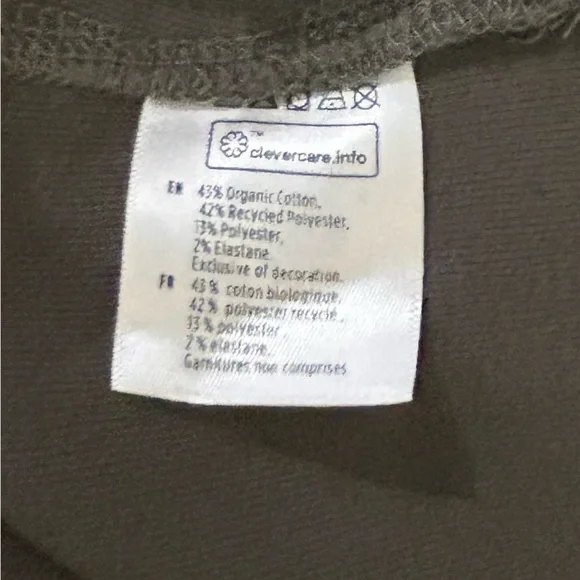 clevercare.info
EN 43% Organic Cotton,
42% Recycled Polyester,
13% Polyester,
2% Elastane
Exclusive of decoration.
FR 43% coton biologique,
42% polyester recyclé,
13% polyester,
2% élastane,
Garnitures non comprises